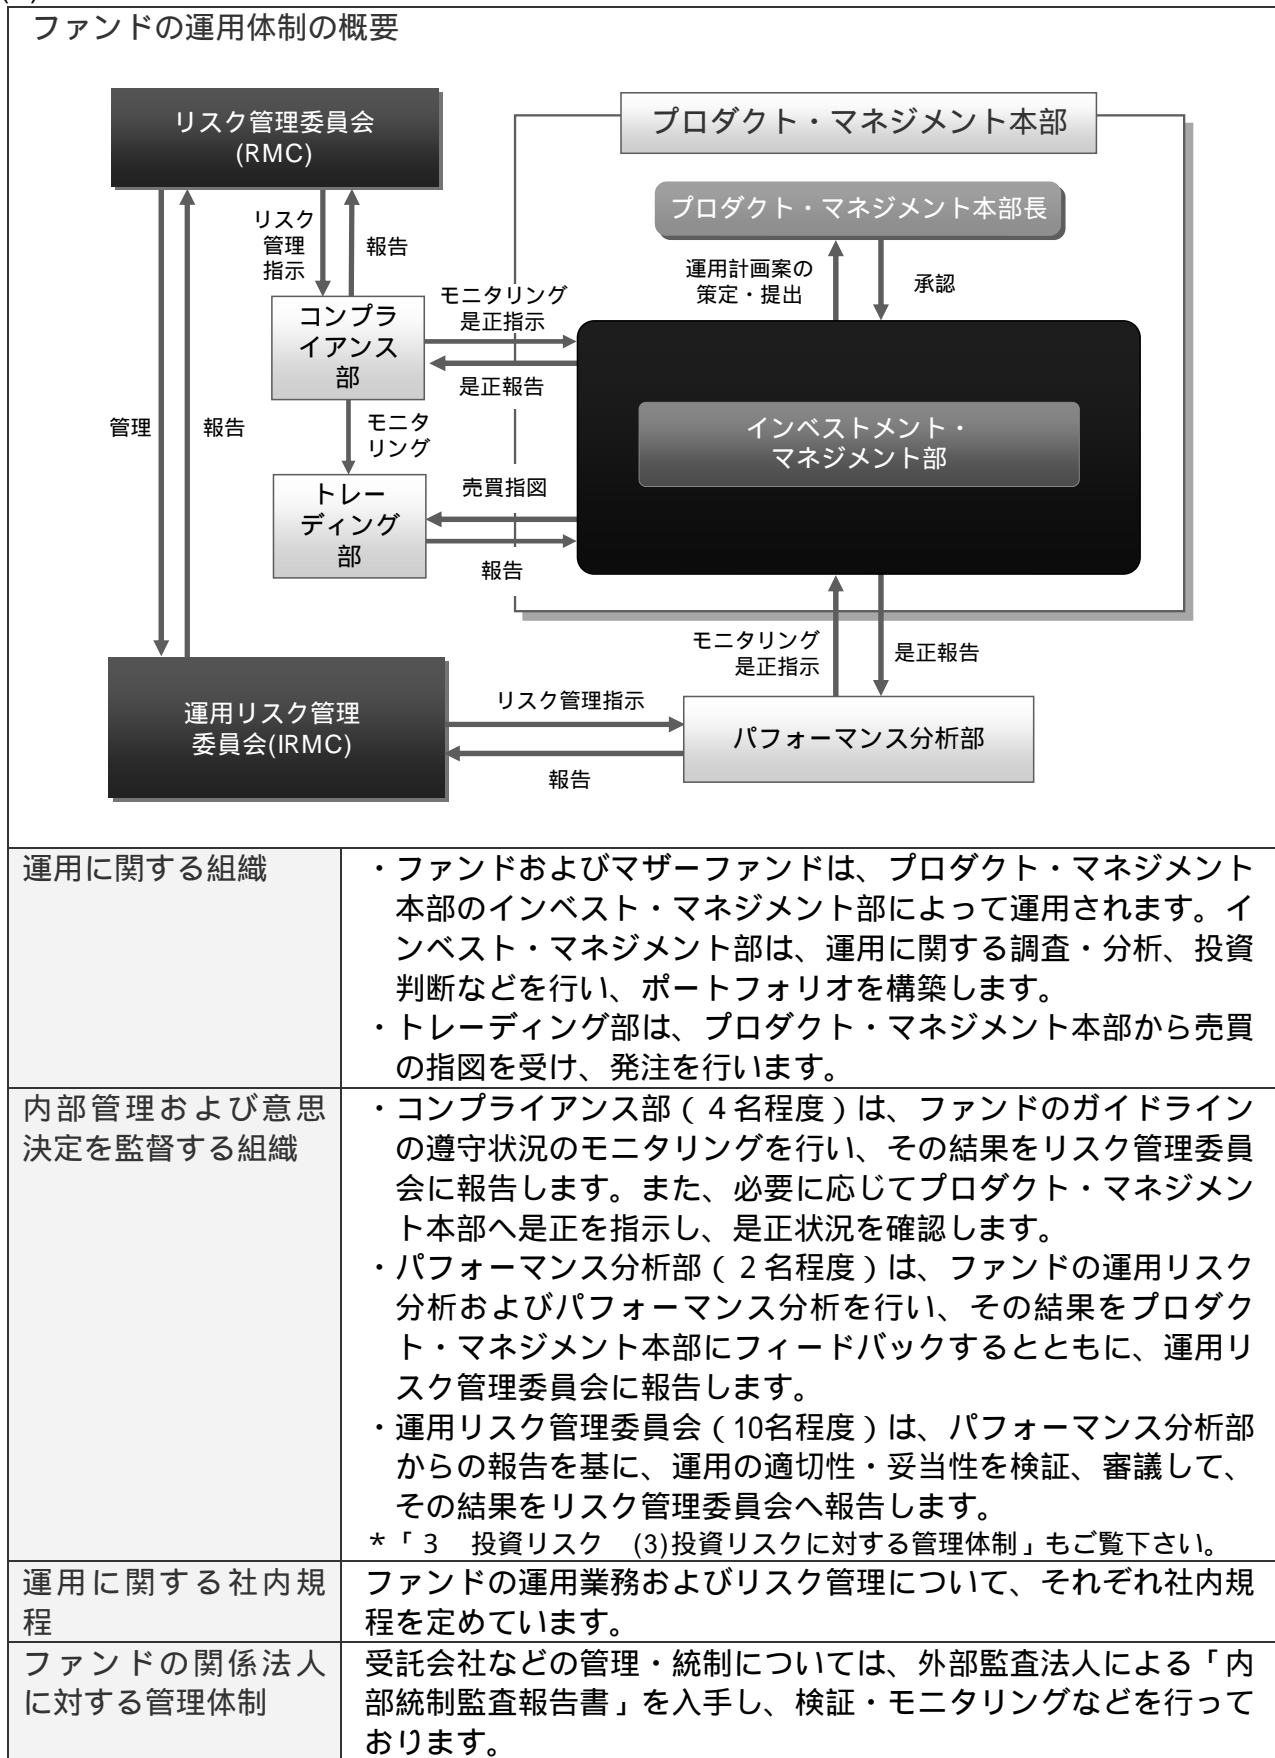 ファンドの運用体制の概要
リスク管理委員会
(RMC)
プロダクト・マネジメント本部
プロダクト・マネジメント本部長
リスク
管理
指示
報告
運用計画案の
策定・提出
承認
コンプラ
イアンス
部
モニタリング
是正指示
是正報告
管理
報告
モニタ
リング
インベストメント・
マネジメント部
トレー
ディング
部
売買指図
報告
モニタリング
是正指示
是正報告
運用リスク管理
委員会(IRMC)
リスク管理指示
報告
パフォーマンス分析部
運用に関する組織
・ファンドおよびマザーファンドは、プロダクト・マネジメント
本部のインベスト・マネジメント部によって運用されます。イ
ンベスト・マネジメント部は、運用に関する調査・分析、投資
判断などを行い、ポートフォリオを構築します。
・トレーディング部は、プロダクト・マネジメント本部から売買
の指図を受け、発注を行います。
内部管理および意思
決定を監督する組織
・コンプライアンス部(4名程度)は、ファンドのガイドライン
の遵守状況のモニタリングを行い、その結果をリスク管理委員
会に報告します。また、必要に応じてプロダクト・マネジメン
ト本部へ是正を指示し、是正状況を確認します。
・パフォーマンス分析部(2名程度)は、ファンドの運用リスク
分析およびパフォーマンス分析を行い、その結果をプロダク
ト・マネジメント本部にフィードバックするとともに、運用リ
スク管理委員会に報告します。
・運用リスク管理委員会(10名程度)は、パフォーマンス分析部
からの報告を基に、運用の適切性・妥当性を検証、審議して、
その結果をリスク管理委員会へ報告します。
＊「3　投資リスク　(3)投資リスクに対する管理体制」もご覧下さい。
運用に関する社内規
程
ファンドの運用業務およびリスク管理について、それぞれ社内規
程を定めています。
ファンドの関係法人
に対する管理体制
受託会社などの管理・統制については、外部監査法人による「内
部統制監査報告書」を入手し、検証・モニタリングなどを行って
おります。